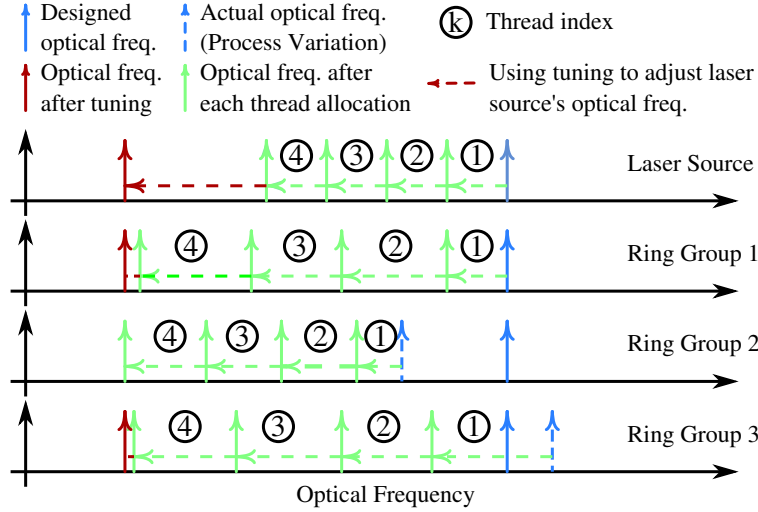 Designed
optical freq.
Actual optical freq.
(Process Variation)
k Thread index
Optical freq.
after tuning
Optical freq. after
each thread allocation
Using tuning to adjust laser
source's optical freq.
4 3 2 1
Laser Source
4 3 2 1
Ring Group 1
4 3 2 1
Ring Group 2
4 3 2 1
Ring Group 3
Optical Frequency